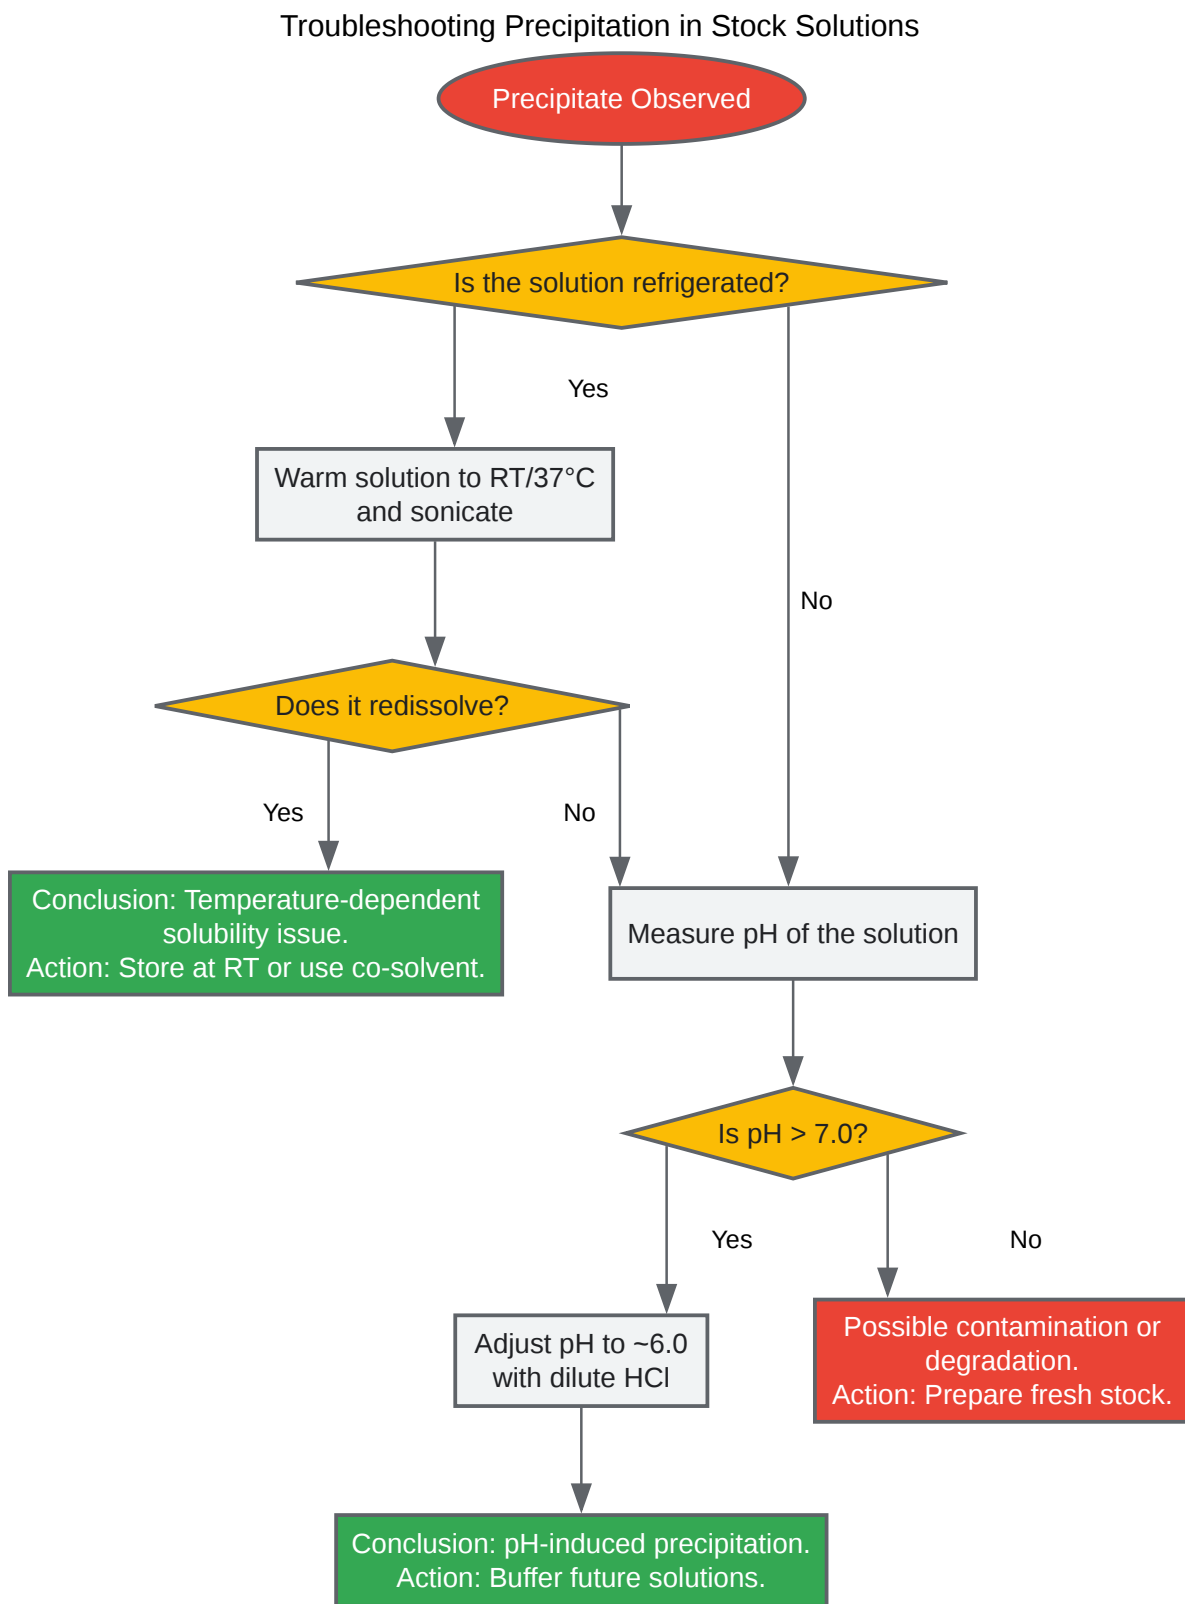 Troubleshooting Precipitation in Stock Solutions
Precipitate Observed
Is the solution refrigerated?
Yes
Warm solution to RT/37°C
and sonicate
No
Does it redissolve?
Yes
No
Conclusion: Temperature-dependent
solubility issue.
Action: Store at RT or use co-solvent.
Measure pH of the solution
Is pH > 7.0?
Yes
No
Adjust pH to ~6.0
with dilute HCl
Possible contamination or
degradation.
Action: Prepare fresh stock.
Conclusion: pH-induced precipitation.
Action: Buffer future solutions.